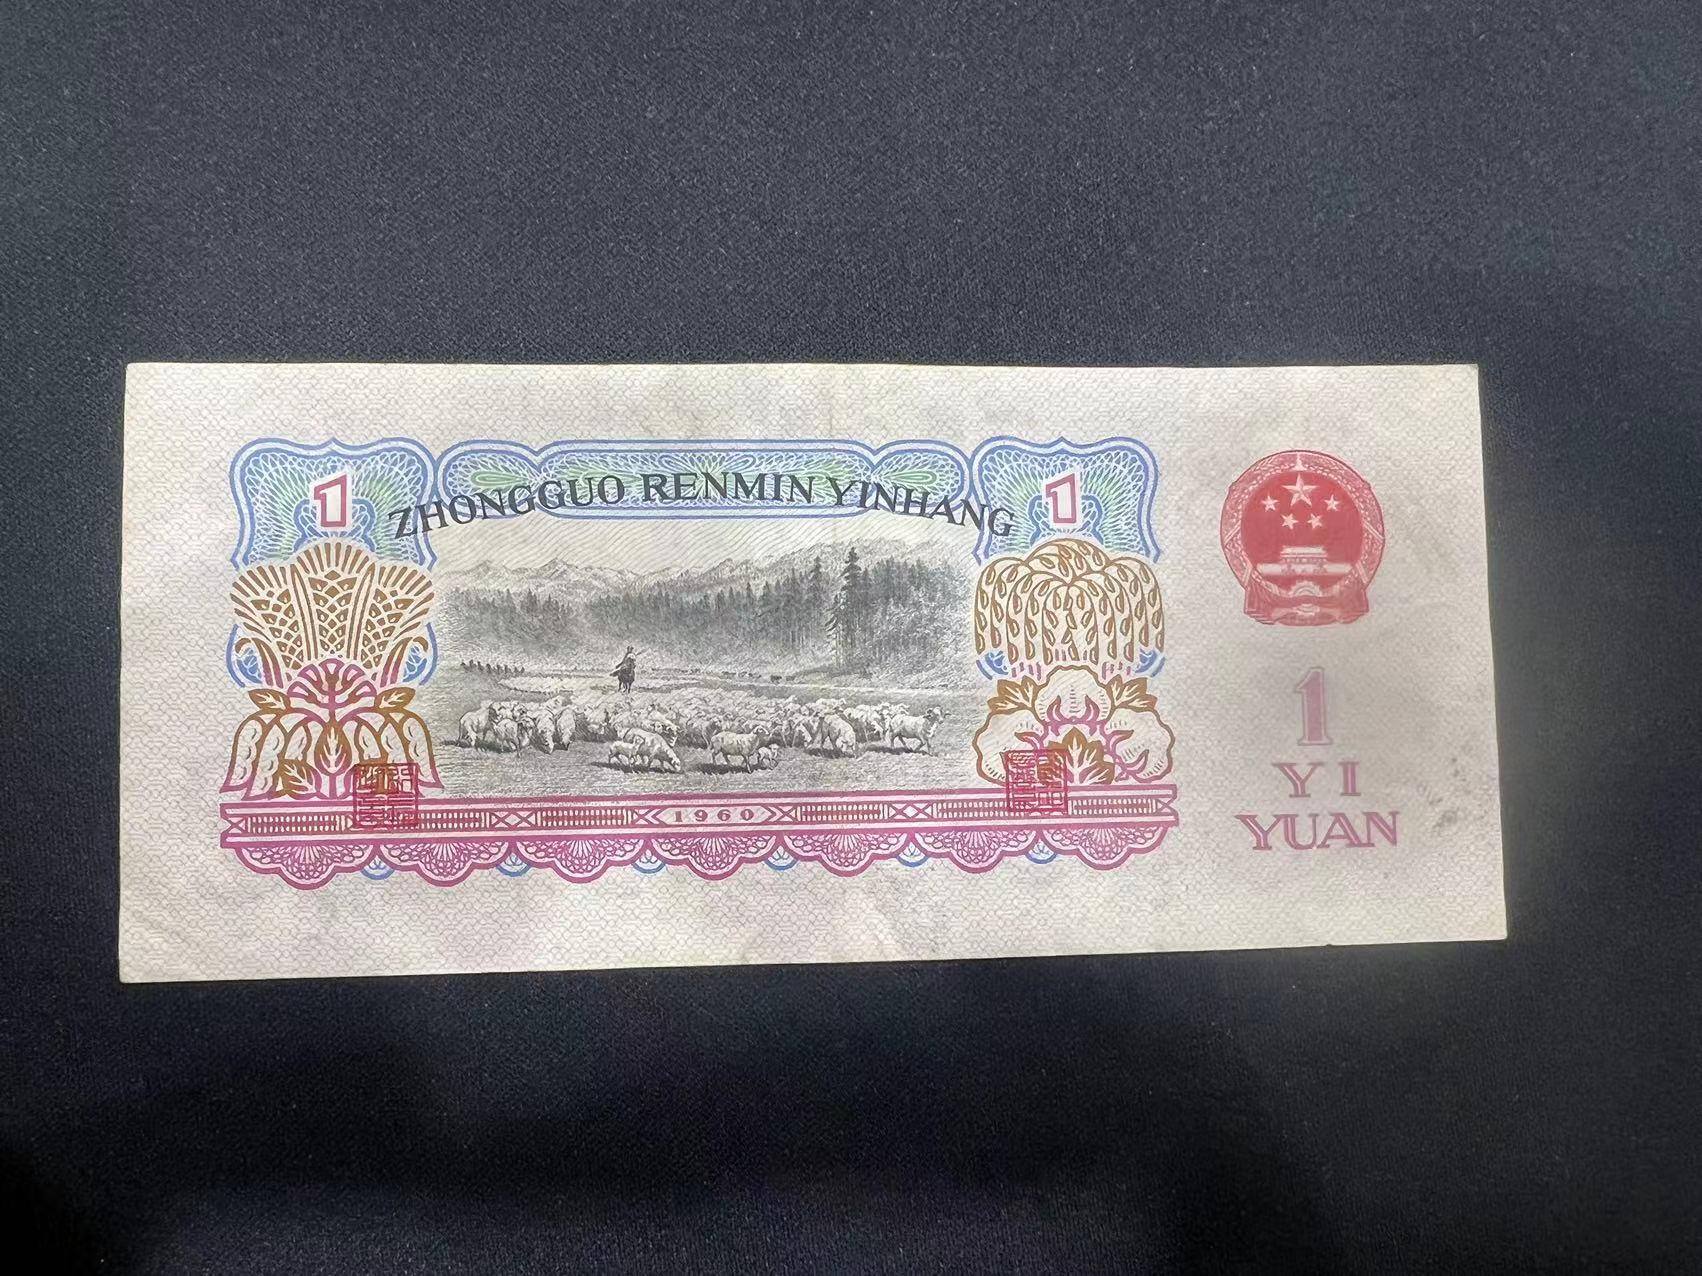 1
ZHONGGUO RENMIN YINHANG
1
1960
1
YI
YUAN